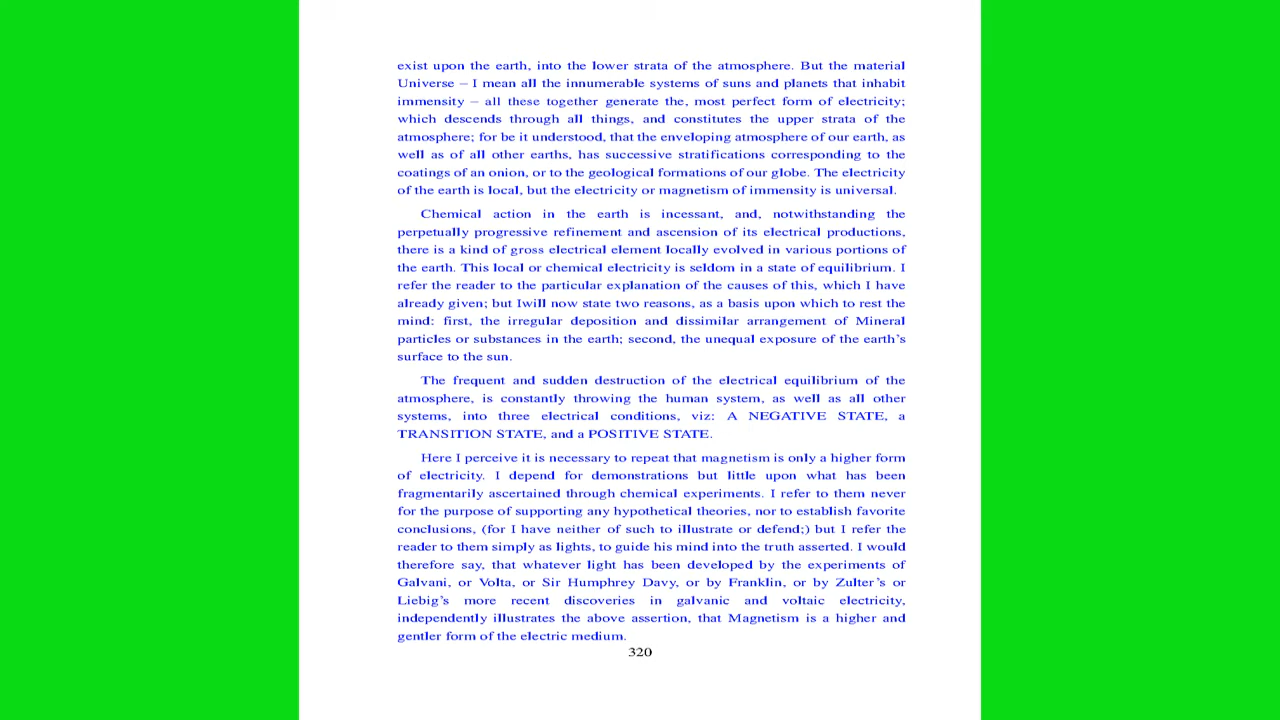 exist upon the earth, into the lower strata of the atmosphere. But the material
Universe – I mean all the innumerable systems of suns and planets that inhabit
immensity – all these together generate the, most perfect form of electricity;
which descends through all things, and constitutes the upper strata of the
atmosphere; for be it understood, that the enveloping atmosphere of our earth, as
well as of all other earths, has successive stratifications corresponding to the
coatings of an onion, or to the geological formations of our globe. The electricity
of the earth is local, but the electricity or magnetism of immensity is universal.
Chemical action in the earth is incessant, and, notwithstanding the
perpetually progressive refinement and ascension of its electrical productions,
there is a kind of gross electrical element locally evolved in various portions of
the earth. This local or chemical electricity is seldom in a state of equilibrium. I
refer the reader to the particular explanation of the causes of this, which I have
already given; but Iwill now state two reasons, as a basis upon which to rest the
mind: first, the irregular deposition and dissimilar arrangement of Mineral
particles or substances in the earth; second, the unequal exposure of the earth's
surface to the sun.
The frequent and sudden destruction of the electrical equilibrium of the
atmosphere, is constantly throwing the human system, as well as all other
systems, into three electrical conditions, viz: A NEGATIVE STATE, a
TRANSITION STATE, and a POSITIVE STATE.
Here I perceive it is necessary to repeat that magnetism is only a higher form
of electricity. I depend for demonstrations but little upon what has been
fragmentarily ascertained through chemical experiments. I refer to them never
for the purpose of supporting any hypothetical theories, nor to establish favorite
conclusions, (for I have neither of such to illustrate or defend;) but I refer the
reader to them simply as lights, to guide his mind into the truth asserted. I would
therefore say, that whatever light has been developed by the experiments of
Galvani, or Volta, or Sir Humphrey Davy, or by Franklin, or by Zulter's or
Liebig's more recent discoveries in galvanic and voltaic electricity,
independently illustrates the above assertion, that Magnetism is a higher and
gentler form of the electric medium.
320